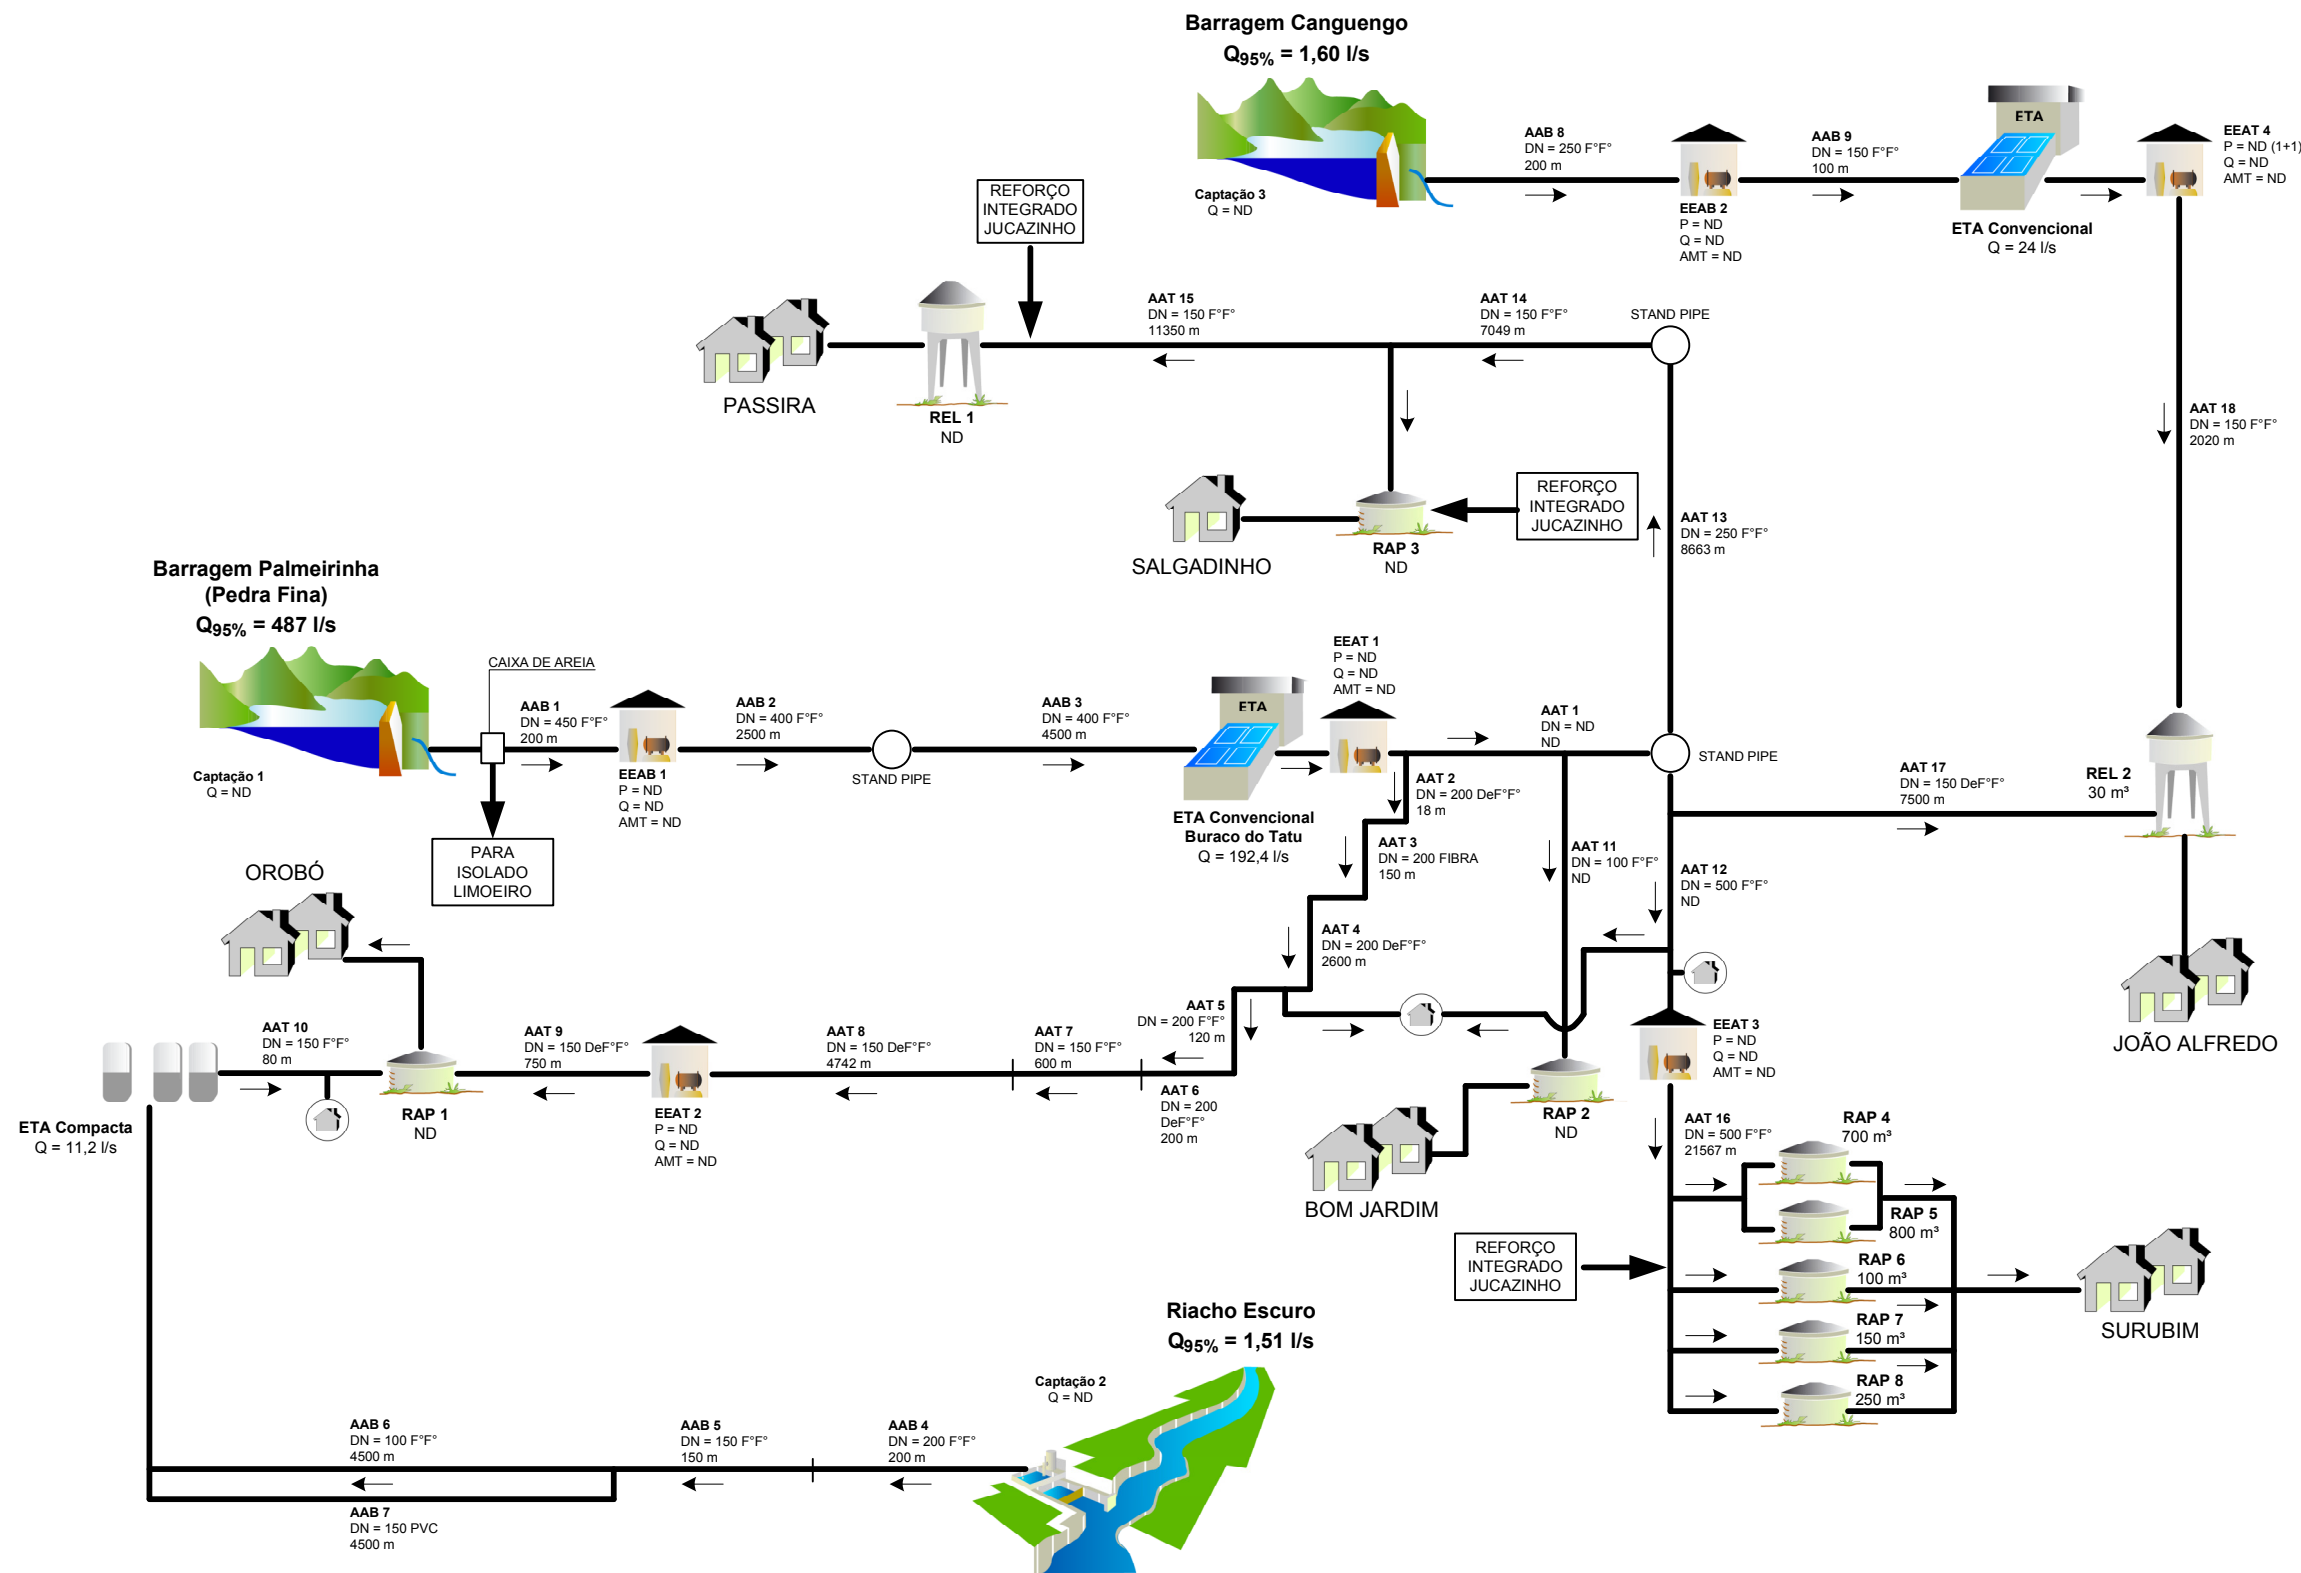 Barragem Canguengo
Q95% = 1,60 l/s
Captação 3
Q = ND
AAB 8
DN = 250 F°F°
200 m
EEAB 2
P = ND
Q = ND
AMT = ND
AAB 9
DN = 150 F°F°
100 m
ETA
ETA Convencional
Q = 24 l/s
EEAT 4
P = ND (1+1)
Q = ND
AMT = ND
REFORÇO
INTEGRADO
JUCAZINHO
PASSIRA
REL 1
ND
AAT 15
DN = 150 F°F°
11350 m
AAT 14
DN = 150 F°F°
7049 m
STAND PIPE
AAT 18
DN = 150 F°F°
2020 m
SALGADINHO
RAP 3
ND
REFORÇO
INTEGRADO
JUCAZINHO
AAT 13
DN = 250 F°F°
8663 m
Barragem Palmeirinha
(Pedra Fina)
Q95% = 487 l/s
Captação 1
Q = ND
CAIXA DE AREIA
PARA
ISOLADO
LIMOEIRO
AAB 1
DN = 450 F°F°
200 m
EEAB 1
P = ND
Q = ND
AMT = ND
AAB 2
DN = 400 F°F°
2500 m
STAND PIPE
AAB 3
DN = 400 F°F°
4500 m
ETA
ETA Convencional
Buraco do Tatu
Q = 192,4 l/s
EEAT 1
P = ND
Q = ND
AMT = ND
AAT 1
DN = ND
ND
STAND PIPE
AAT 2
DN = 200 DeF°F°
18 m
AAT 3
DN = 200 FIBRA
150 m
AAT 4
DN = 200 DeF°F°
2600 m
AAT 11
DN = 100 F°F°
ND
AAT 12
DN = 500 F°F°
ND
AAT 17
DN = 150 DeF°F°
7500 m
REL 2
30 m³
JOÃO ALFREDO
OROBÓ
AAT 10
DN = 150 F°F°
80 m
ETA Compacta
Q = 11,2 l/s
RAP 1
ND
AAT 9
DN = 150 DeF°F°
750 m
EEAT 2
P = ND
Q = ND
AMT = ND
AAT 8
DN = 150 DeF°F°
4742 m
AAT 7
DN = 150 F°F°
600 m
AAT 5
DN = 200 F°F°
120 m
AAT 6
DN = 200
DeF°F°
200 m
BOM JARDIM
RAP 2
ND
EEAT 3
P = ND
Q = ND
AMT = ND
AAT 16
DN = 500 F°F°
21567 m
RAP 4
700 m³
RAP 5
800 m³
RAP 6
100 m³
RAP 7
150 m³
RAP 8
250 m³
REFORÇO
INTEGRADO
JUCAZINHO
SURUBIM
Riacho Escuro
Q95% = 1,51 l/s
Captação 2
Q = ND
AAB 6
DN = 100 F°F°
4500 m
AAB 5
DN = 150 F°F°
150 m
AAB 4
DN = 200 F°F°
200 m
AAB 7
DN = 150 PVC
4500 m